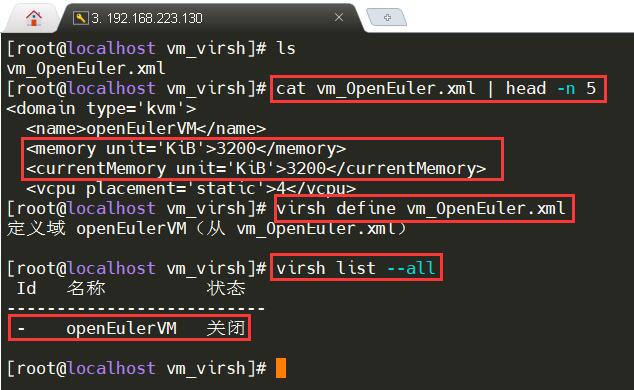 3. 192.168.223.130
[root@localhost vm_virsh]# ls
vm_OpenEuler.xml
[root@localhost vm_virsh]# cat vm_OpenEuler.xml | head -n 5
<domain type='kvm'>
  <name>openEulerVM</name>
  <memory unit='KiB'>3200</memory>
  <currentMemory unit='KiB'>3200</currentMemory>
  <vcpu placement='static'>4</vcpu>
[root@localhost vm_virsh]# virsh define vm_OpenEuler.xml
定义域 openEulerVM（从 vm_OpenEuler.xml）
[root@localhost vm_virsh]# virsh list --all
 Id   名称          状态
---------------------------
 -    openEulerVM   关闭
[root@localhost vm_virsh]#